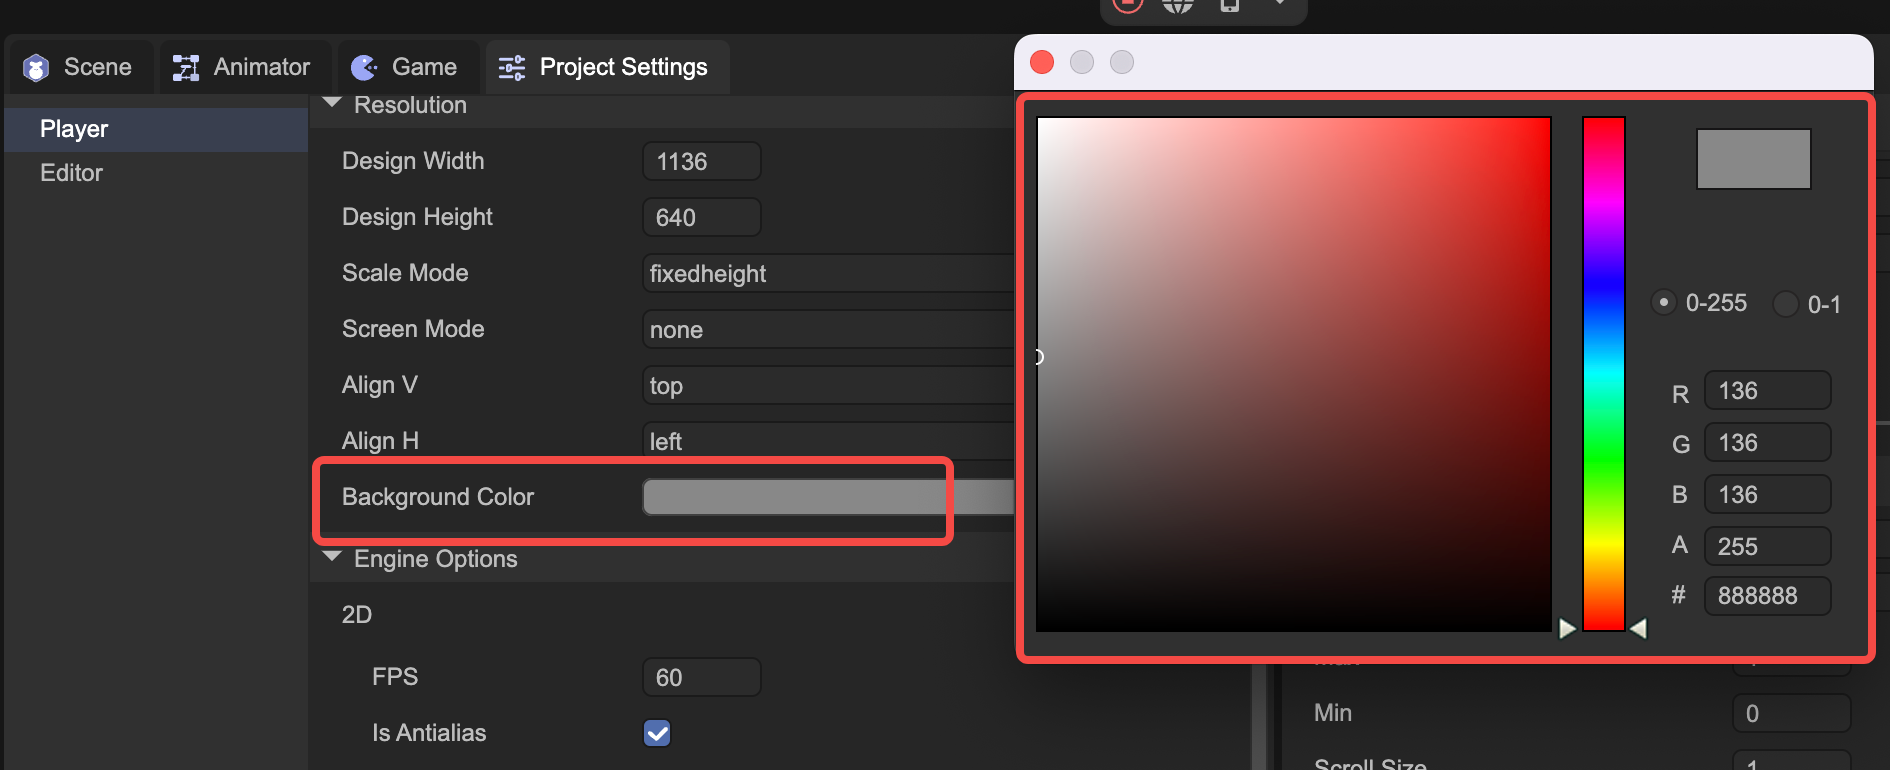 Scene
Animator
Game
Project Settings
Player
Editor
Resolution
Design Width 1136
Design Height 640
Scale Mode fixedheight
Screen Mode none
Align V top
Align H left
Background Color
Engine Options
2D
FPS 60
Is Antialias
0-255
0-1
R 136
G 136
B 136
A 255
# 888888
Min 0
Scroll Size 1